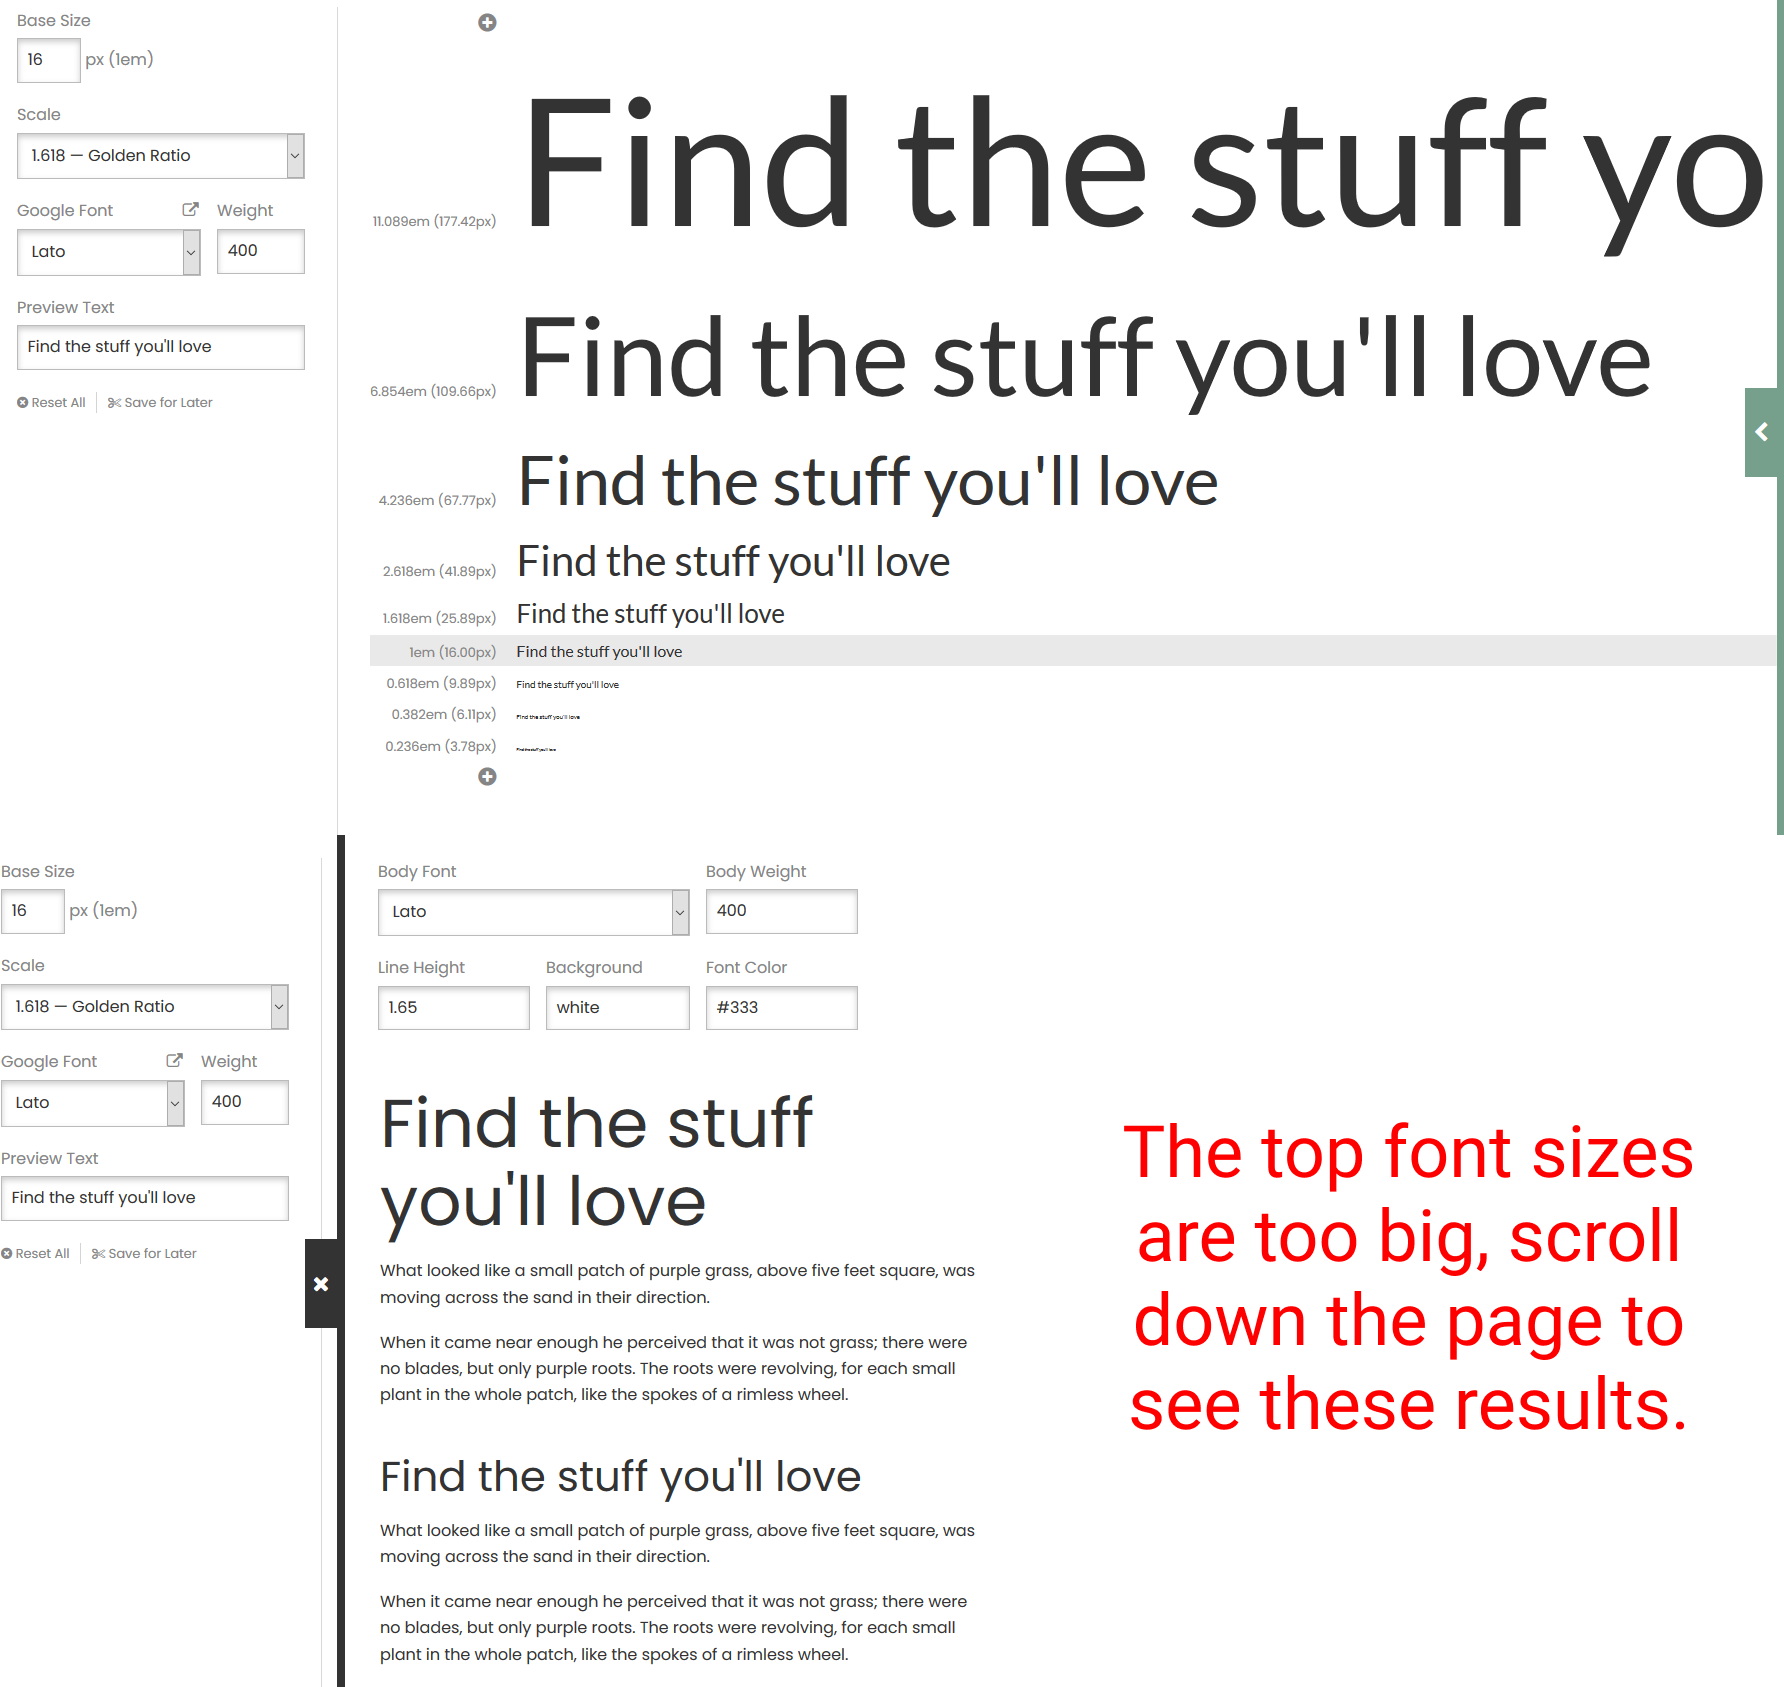 Base Size
16 px (1em)
Scale
1.618 — Golden Ratio
Google Font Weight
Lato 400
Preview Text
Find the stuff you'll love
Reset All Save for Later
11.089em (177.42px) Find the stuff yo
6.854em (109.66px) Find the stuff you'll love
4.236em (67.77px) Find the stuff you'll love
2.618em (41.89px) Find the stuff you'll love
1.618em (25.89px) Find the stuff you'll love
1em (16.00px) Find the stuff you'll love
0.618em (9.89px) Find the stuff you'll love
0.382em (6.11px) Find the stuff you'll love
0.236em (3.78px) Find the stuff you'll love
Base Size
16 px (1em)
Scale
1.618 — Golden Ratio
Google Font Weight
Lato 400
Preview Text
Find the stuff you'll love
Reset All Save for Later
Body Font Body Weight
Lato 400
Line Height Background Font Color
1.65 white #333
Find the stuff
you'll love
What looked like a small patch of purple grass, above five feet square, was
moving across the sand in their direction.
When it came near enough he perceived that it was not grass; there were
no blades, but only purple roots. The roots were revolving, for each small
plant in the whole patch, like the spokes of a rimless wheel.
Find the stuff you'll love
What looked like a small patch of purple grass, above five feet square, was
moving across the sand in their direction.
When it came near enough he perceived that it was not grass; there were
no blades, but only purple roots. The roots were revolving, for each small
plant in the whole patch, like the spokes of a rimless wheel.
The top font sizes
are too big, scroll
down the page to
see these results.